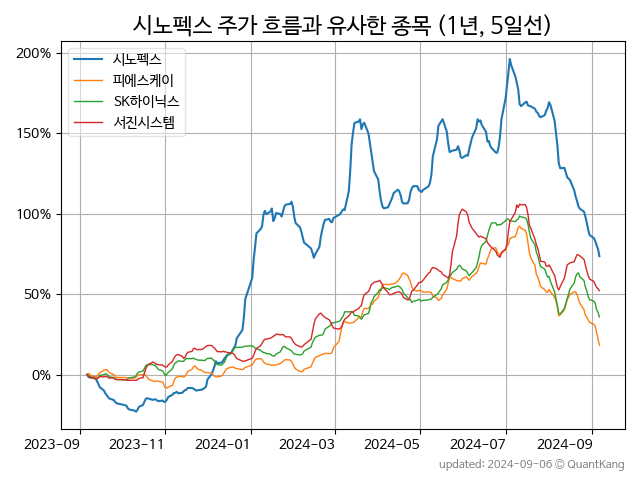 시노펙스 주가 흐름과 유사한 종목 (1년, 5일선)
시노펙스
피에스케이
SK하이닉스
서진시스템
200%
150%
100%
50%
0%
2023-09 2023-11 2024-01 2024-03 2024-05 2024-07 2024-09
updated: 2024-09-06 © QuantKang